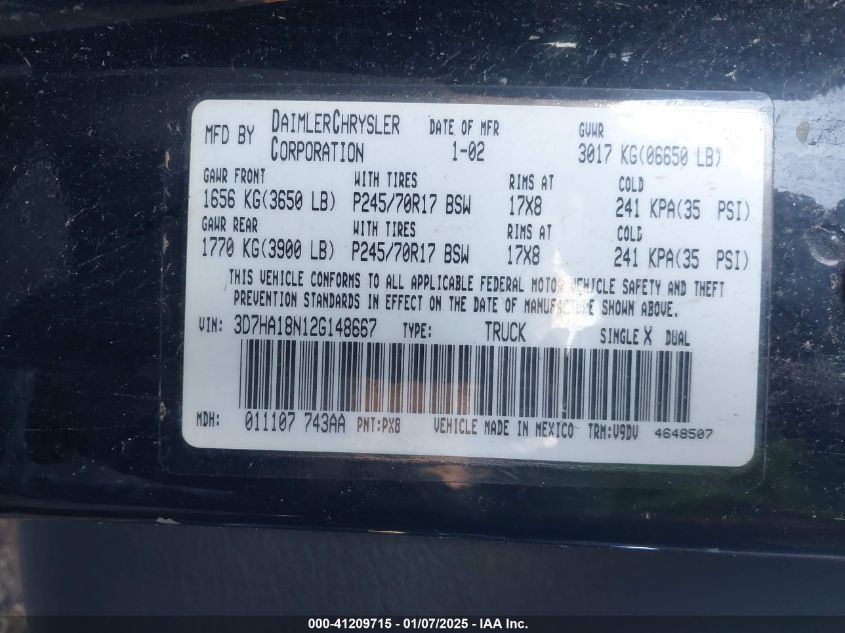 MFD BY DAIMLERCHRYSLER CORPORATION DATE OF MFR 1-02 GVWR 3017 KG(06650 LB)
GAWR FRONT WITH TIRES RIMS AT COLD
1656 KG(3650 LB) P245/70R17 BSW 17X8 241 KPA(35 PSI)
GAWR REAR WITH TIRES RIMS AT COLD
1770 KG(3900 LB) P245/70R17 BSW 17X8 241 KPA(35 PSI)
THIS VEHICLE CONFORMS TO ALL APPLICABLE FEDERAL MOTOR VEHICLE SAFETY AND THEFT
PREVENTION STANDARDS IN EFFECT ON THE DATE OF MANUFACTURE SHOWN ABOVE.
VIN: 3D7HA18N12G148667 TYPE: TRUCK SINGLE X DUAL
MDH: 011107 743AA PNT:PX8 VEHICLE MADE IN MEXICO TRM:V9DV 4648507
000-41209715 - 01/07/2025 - IAA Inc.